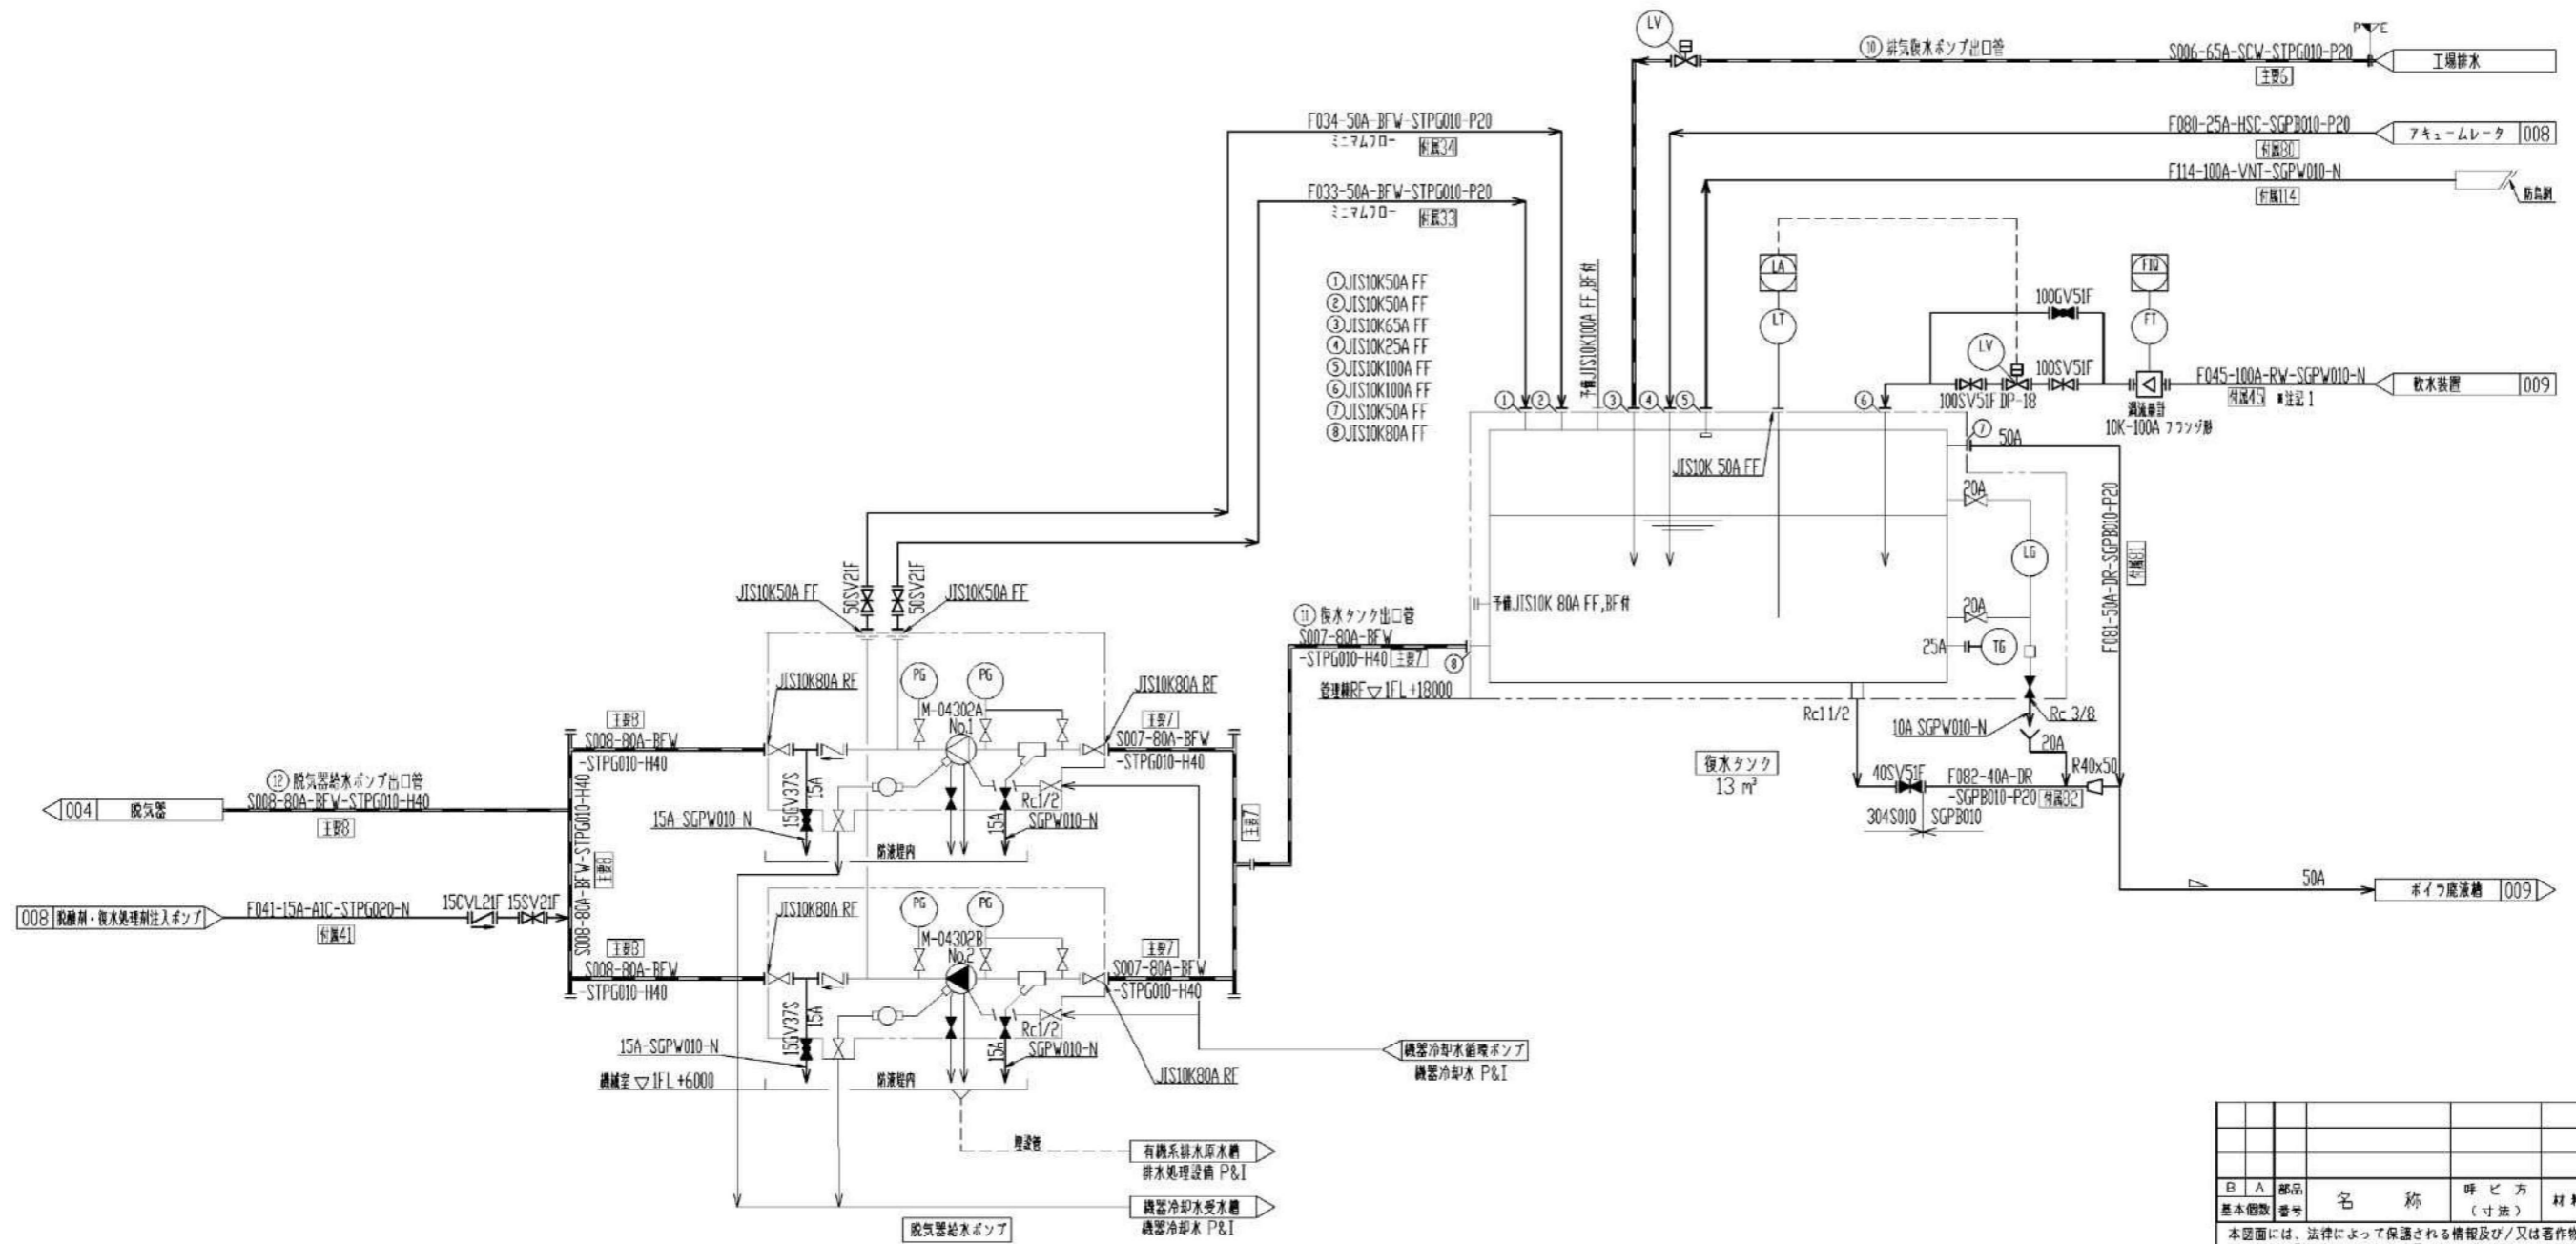 LV
⑩ 排気復水ポンプ出口管
S006-65A-SCW-STPG010-P20
主要6
P E
工場排水
F034-50A-BFW-STPG010-P20
ミニマムフロー
付属34
F080-25A-HSC-SGPB010-P20
付属80
アキュームレータ 008
F114-100A-VNT-SGPW010-N
付属114
防鳥網
F033-50A-BFW-STPG010-P20
ミニマムフロー
付属33
①JIS10K50A FF
②JIS10K50A FF
③JIS10K65A FF
④JIS10K25A FF
⑤JIS10K100A FF
⑥JIS10K100A FF
⑦JIS10K50A FF
⑧JIS10K80A FF
予備JIS10K100A FF,BF付
LA
LT
FIQ
FT
100GV51F
LV
100SV51F
100SV51F DP-18
F045-100A-RW-SGPW010-N
付属45 ※注記 1
軟水装置 009
渦流量計
10K-100A フランジ形
① ② ③ ④ ⑤ ⑥ ⑦
50A
JIS10K 50A FF
20A
LG
20A
25A
TG
F081-50A-DR-SGPB010-P20
付属81
予備JIS10K 80A FF,BF付
⑪ 復水タンク出口管
S007-80A-BFW
-STPG010-H40 主要7
⑧
管理棟RF▽1FL+18000
Rc1 1/2
Rc 3/8
10A SGPW010-N
20A
R40x50
40SV51F
F082-40A-DR
-SGPB010-P20 付属82
304S010
SGPB010
復水タンク
13 m³
50A
ボイラ廃液槽 009
50SV21F
50SV21F
JIS10K50A FF
JIS10K50A FF
JIS10K80A RF
PG
PG
M-04302A
No.1
JIS10K80A RF
主要8
S008-80A-BFW
-STPG010-H40
主要7
S007-80A-BFW
-STPG010-H40
15GV37S
15A
15A-SGPW010-N
Rc1/2
15A
SGPW010-N
防液堤内
主要7
⑫ 脱気器給水ポンプ出口管
S008-80A-BFW-STPG010-H40
主要8
004 脱気器
S008-80A-BFW-STPG010-H40
主要8
008 脱酸剤・復水処理剤注入ポンプ
F041-15A-A1C-STPG020-N
付属41
15CVL21F 15SV21F
JIS10K80A RF
PG
PG
M-04302B
No.2
主要8
S008-80A-BFW
-STPG010-H40
主要7
S007-80A-BFW
-STPG010-H40
15GV37S
15A
15A-SGPW010-N
Rc1/2
15A
SGPW010-N
JIS10K80A RF
機械室▽1FL+6000
防液堤内
機器冷却水循環ポンプ
機器冷却水 P&I
埋設管
有機系排水原水槽
排水処理設備 P&I
機器冷却水受水槽
機器冷却水 P&I
脱気器給水ポンプ
B A
基本個数
部品番号
名 称
呼ビ方
(寸法)
本図面には、法律によって保護される情報及び/又は著作物